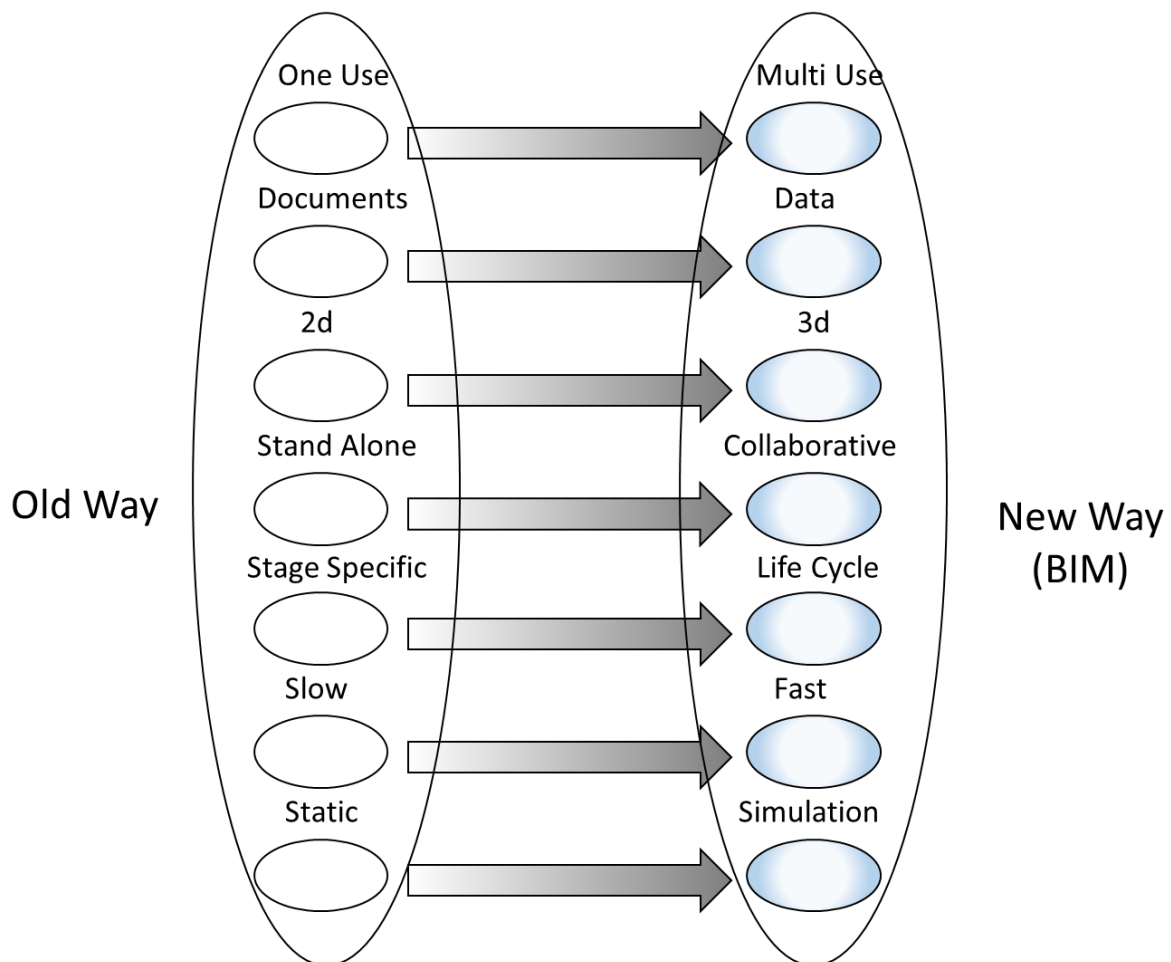 One Use
Multi Use
Documents
Data
2d
3d
Stand Alone
Collaborative
Old Way
New Way
(BIM)
Stage Specific
Life Cycle
Slow
Fast
Static
Simulation